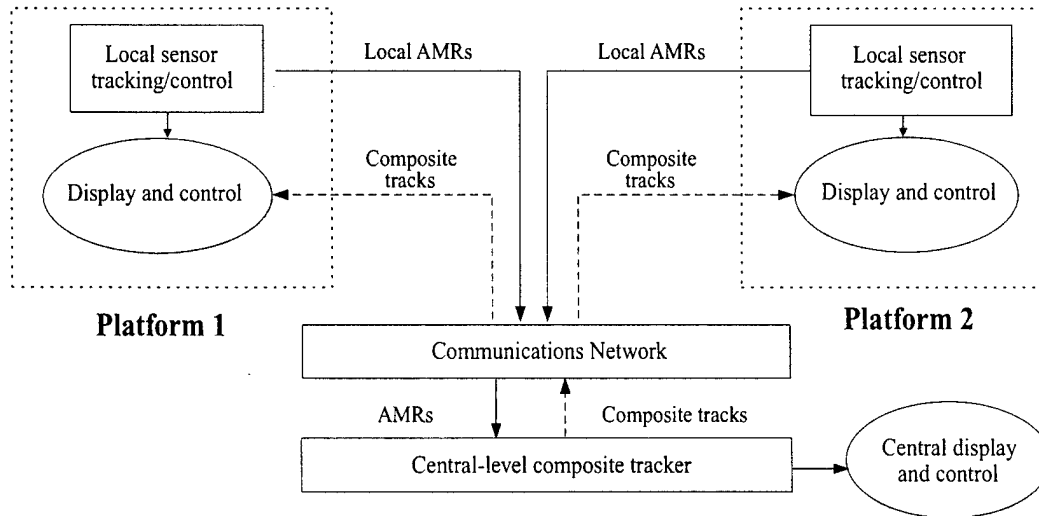 Local sensor
tracking/control
Local AMRs
Local AMRs
Local sensor
tracking/control
Display and control
Composite
tracks
Composite
tracks
Display and control
Platform 1
Platform 2
Communications Network
AMRs
Composite tracks
Central-level composite tracker
Central display
and control